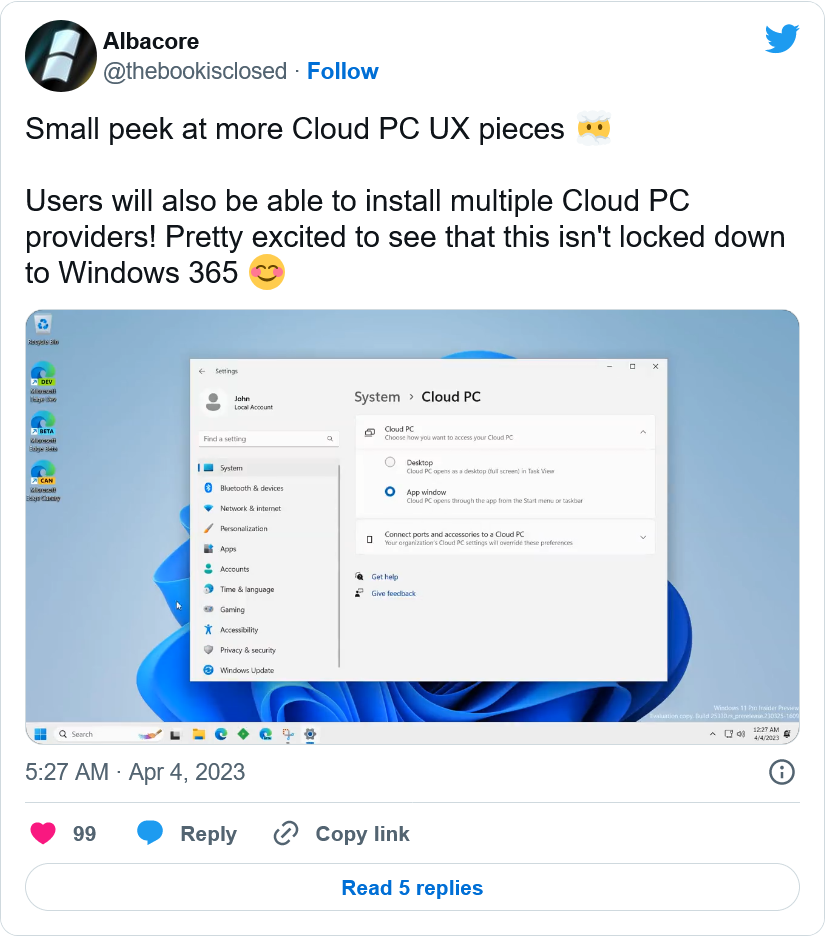 Albacore
@thebookisclosed · Follow
Small peek at more Cloud PC UX pieces
Users will also be able to install multiple Cloud PC
providers! Pretty excited to see that this isn't locked down
to Windows 365
Recycle Bin
DEV
Microsoft
Edge Dev
BETA
Microsoft
Edge Beta
CAN
Microsoft
Edge Canary
Settings
John
Local Account
Find a setting
System
Bluetooth & devices
Network & internet
Personalization
Apps
Accounts
Time & language
Gaming
Accessibility
Privacy & security
Windows Update
System › Cloud PC
Cloud PC
Choose how you want to access your Cloud PC
Desktop
Cloud PC opens as a desktop (full screen) in Task View
App window
Cloud PC opens through the app from the Start menu or taskbar
Connect ports and accessories to a Cloud PC
Your organization's Cloud PC settings will override these preferences
Get help
Give feedback
Windows 11 Pro Insider Preview
Evaluation copy. Build
Search
12:27 AM
4/4/2023
5:27 AM · Apr 4, 2023
99
Reply
Copy link
Read 5 replies